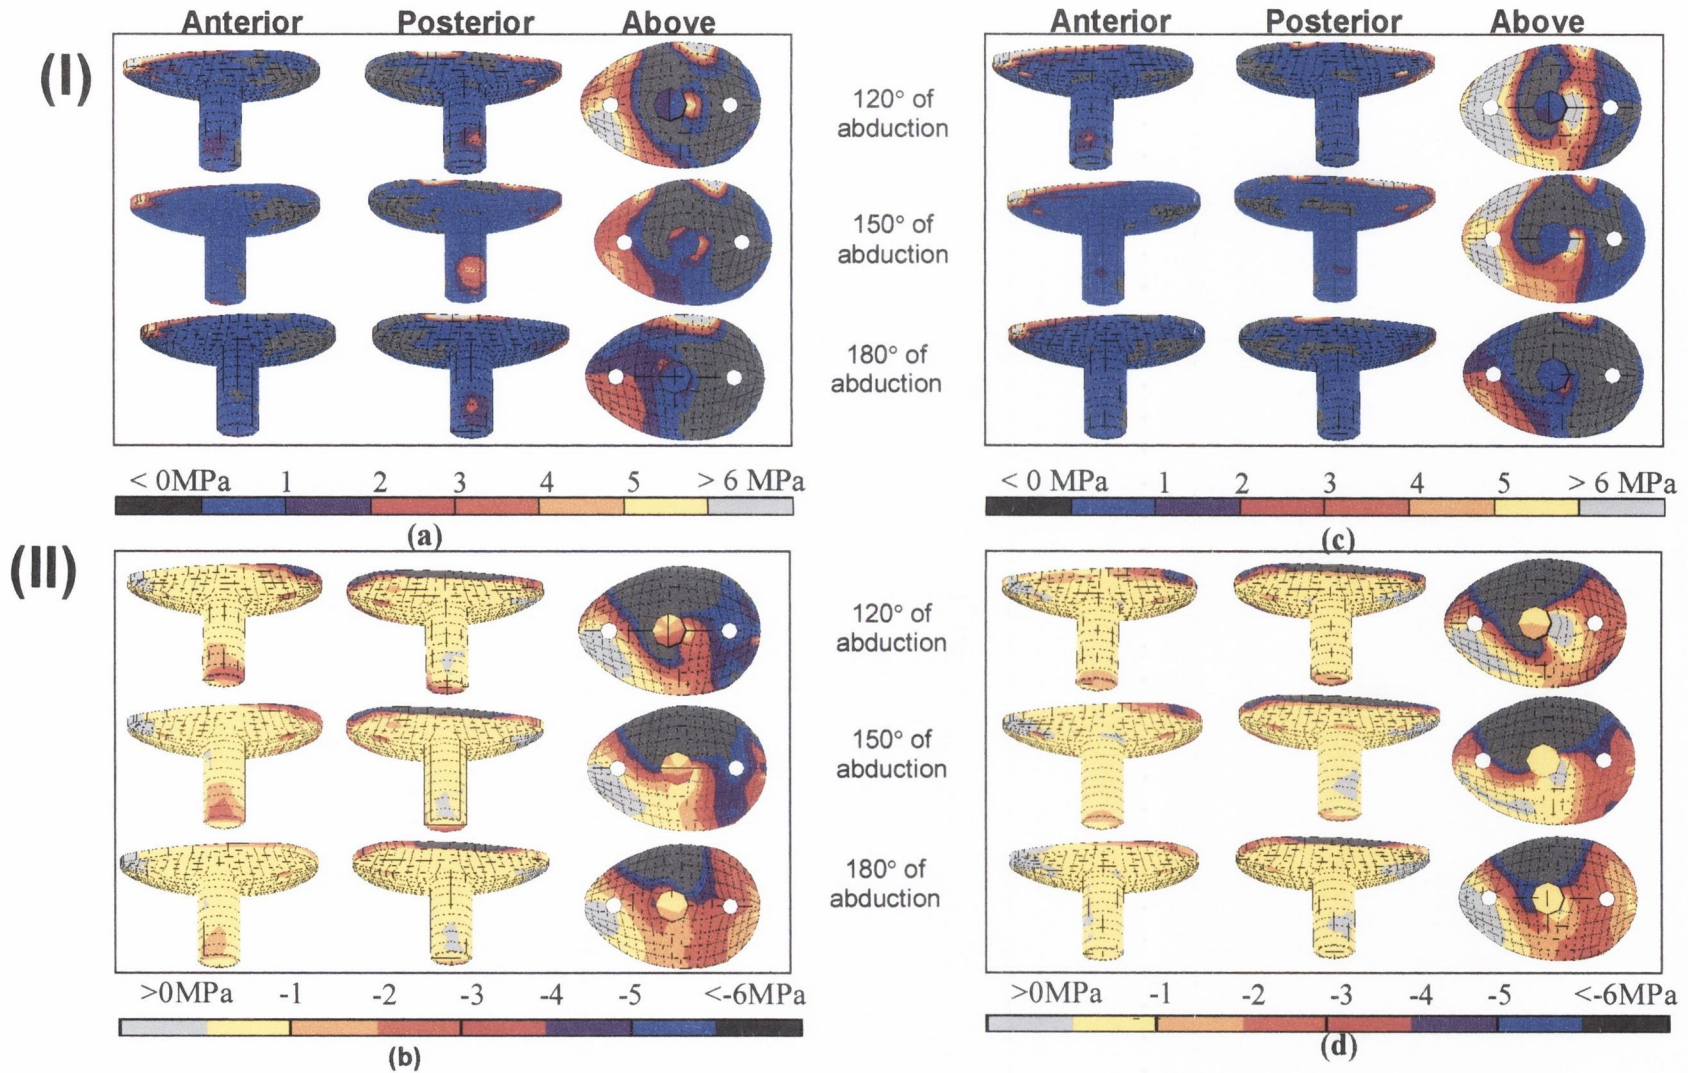 Anterior Posterior Above
Anterior Posterior Above
(I)
120° of
abduction
150° of
abduction
180° of
abduction
< 0MPa 1 2 3 4 5 > 6 MPa
(a)
< 0 MPa 1 2 3 4 5 > 6 MPa
(c)
(II)
120° of
abduction
150° of
abduction
180° of
abduction
>0MPa -1 -2 -3 -4 -5 <-6MPa
(b)
>0MPa -1 -2 -3 -4 -5 <-6MPa
(d)